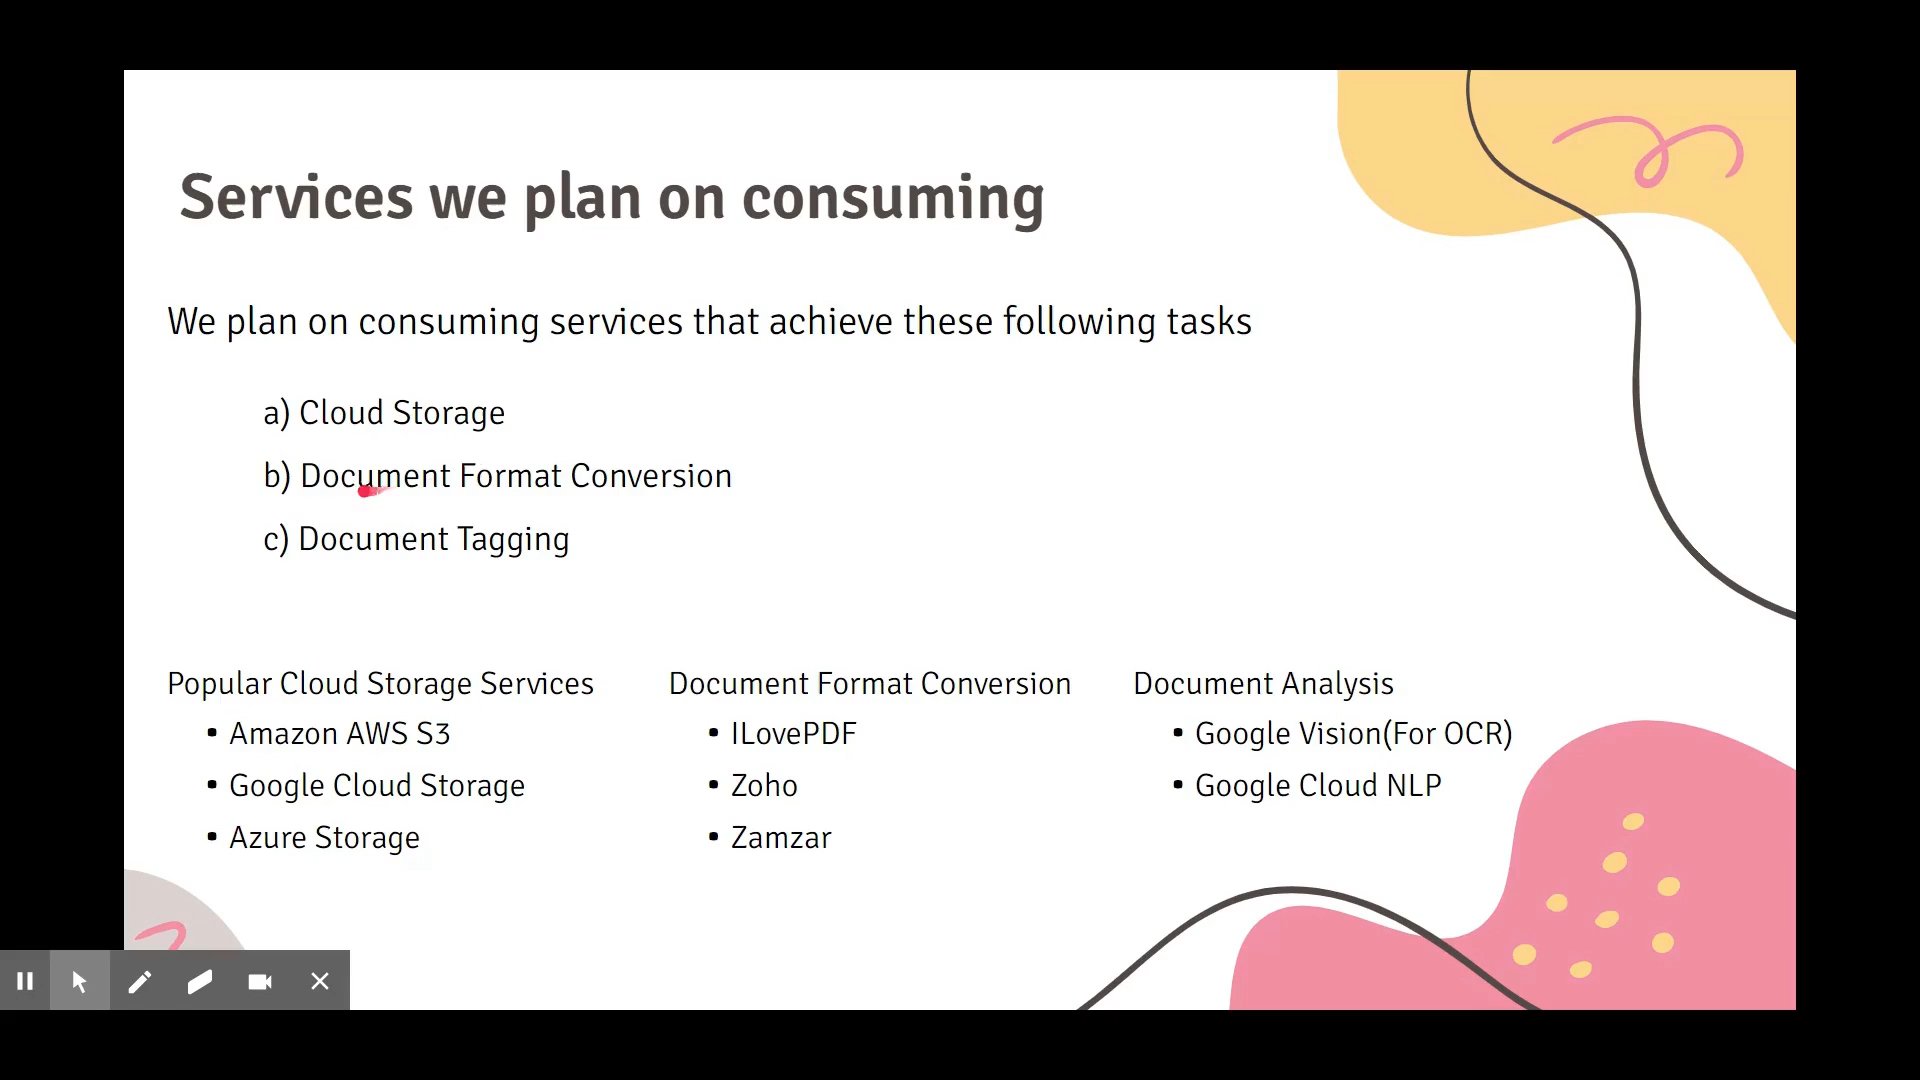 Services we plan on consuming
We plan on consuming services that achieve these following tasks
a) Cloud Storage
b) Document Format Conversion
c) Document Tagging
Popular Cloud Storage Services
• Amazon AWS S3
• Google Cloud Storage
• Azure Storage
Document Format Conversion
• ILovePDF
• Zoho
• Zamzar
Document Analysis
• Google Vision(For OCR)
• Google Cloud NLP